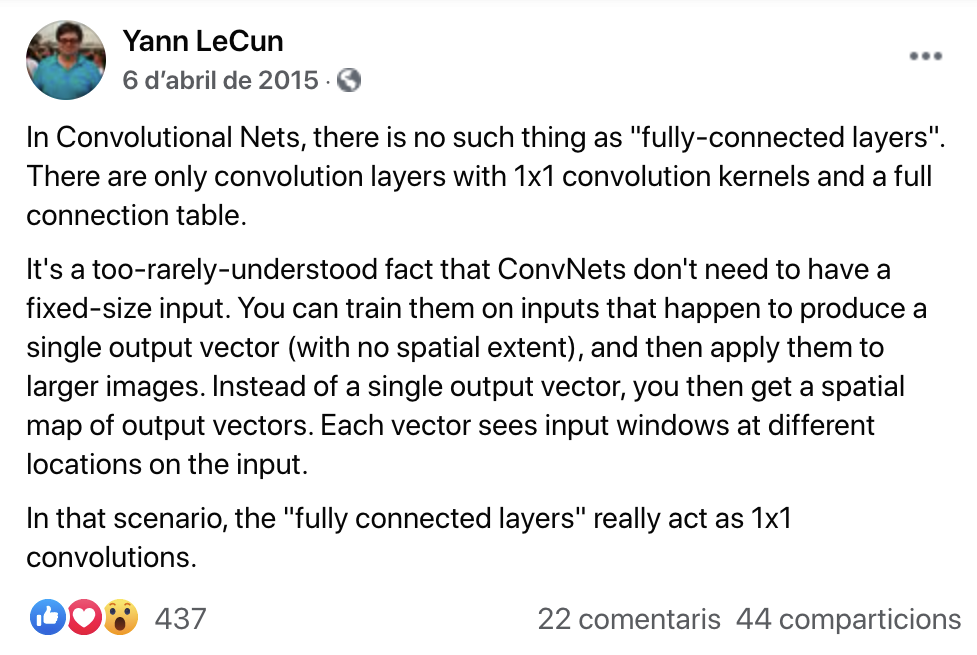 Yann LeCun
6 d’abril de 2015 ·
In Convolutional Nets, there is no such thing as "fully-connected layers".
There are only convolution layers with 1x1 convolution kernels and a full
connection table.
It's a too-rarely-understood fact that ConvNets don't need to have a
fixed-size input. You can train them on inputs that happen to produce a
single output vector (with no spatial extent), and then apply them to
larger images. Instead of a single output vector, you then get a spatial
map of output vectors. Each vector sees input windows at different
locations on the input.
In that scenario, the "fully connected layers" really act as 1x1
convolutions.
437 22 comentaris 44 comparticions